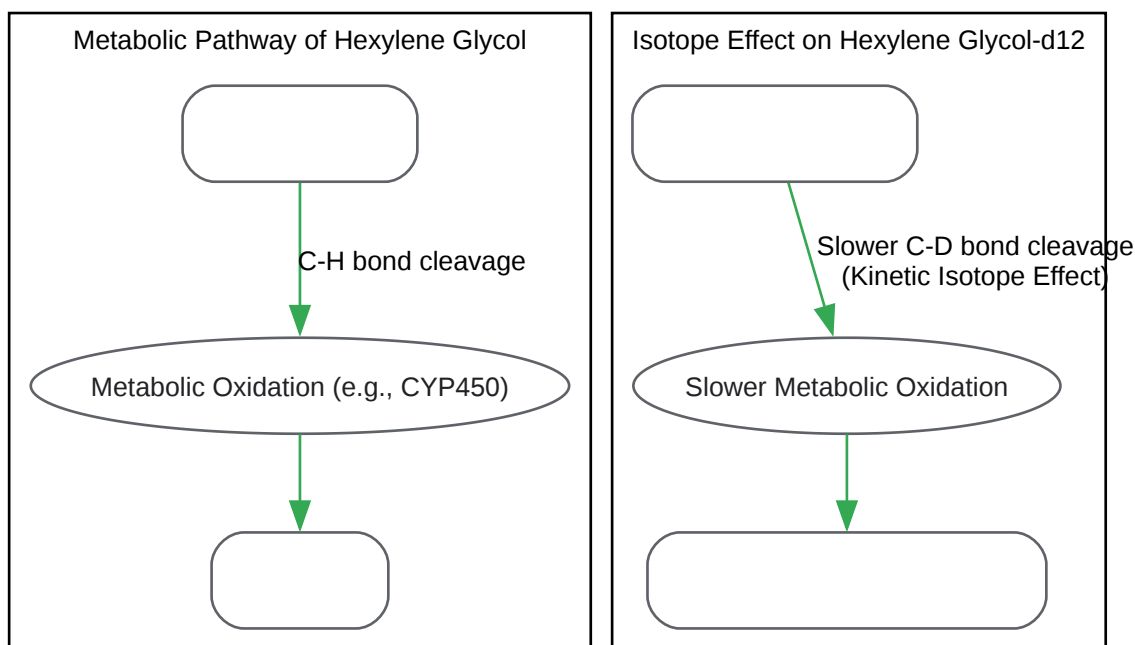 Metabolic Pathway of Hexylene Glycol
C-H bond cleavage
Metabolic Oxidation (e.g., CYP450)
Isotope Effect on Hexylene Glycol-d12
Slower C-D bond cleavage
(Kinetic Isotope Effect)
Slower Metabolic Oxidation